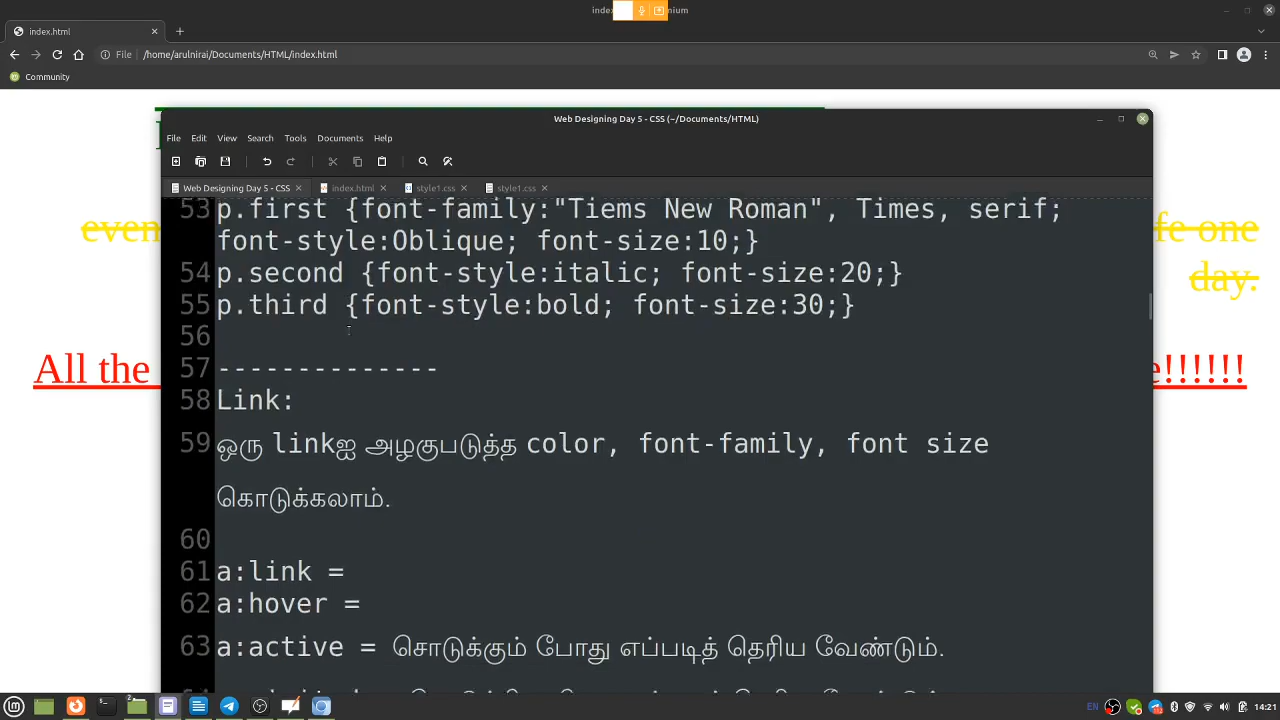 index.html
File /home/arulnirai/Documents/HTML/index.html
Community
Web Designing Day 5 - CSS (~/Documents/HTML)
File Edit View Search Tools Documents Help
Web Designing Day 5 - CSS index.html style1.css style1.css
53 p.first {font-family:"Tiems New Roman", Times, serif;
font-style:Oblique; font-size:10;}
54 p.second {font-style:italic; font-size:20;}
55 p.third {font-style:bold; font-size:30;}
56
57 --------------
58 Link:
59 ஒரு linkஐ அழகுபடுத்த color, font-family, font size
கொடுக்கலாம்.
60
61 a:link =
62 a:hover =
63 a:active = சொடுக்கும் போது எப்படித் தெரிய வேண்டும்.
day.
All the
EN 14:21